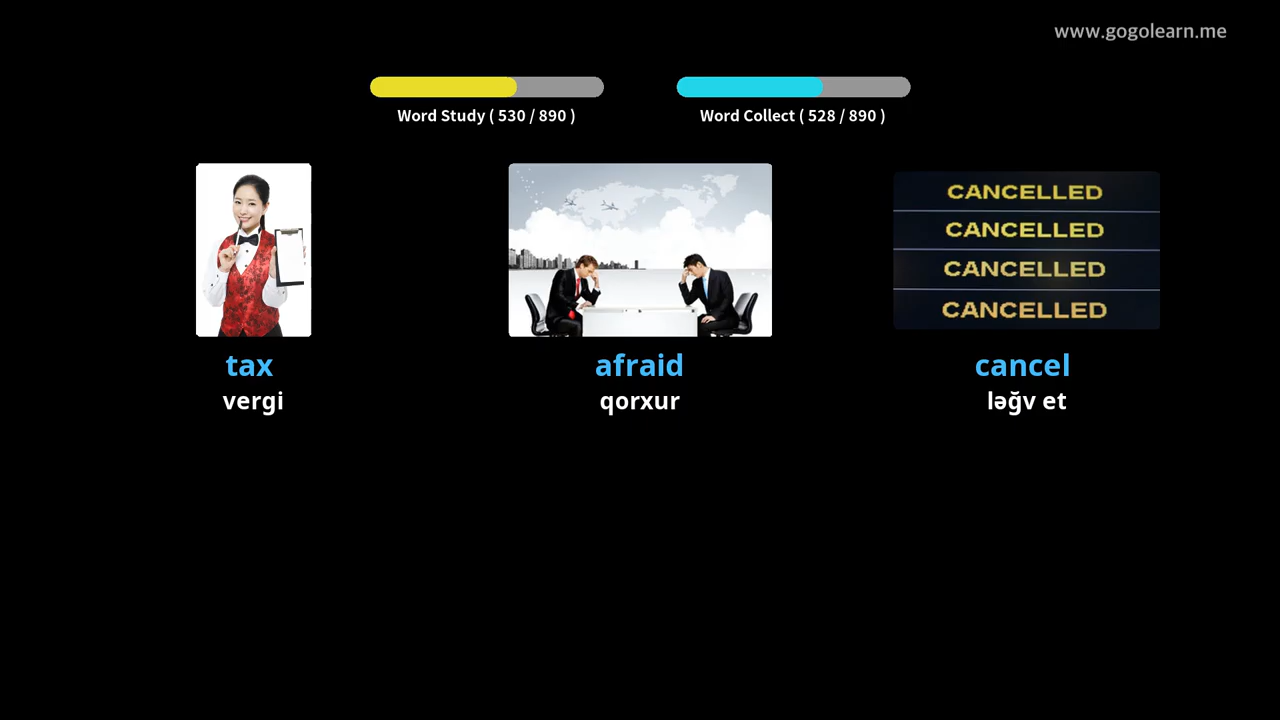 www.gogolearn.me
Word Study ( 530 / 890 )
Word Collect ( 528 / 890 )
CANCELLED
CANCELLED
CANCELLED
CANCELLED
tax
afraid
cancel
vergi
qorxur
ləğv et